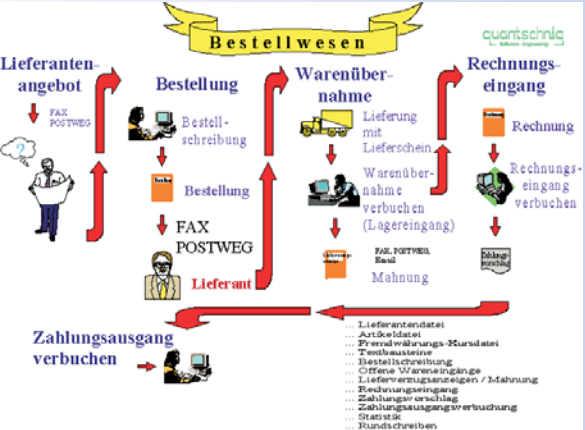 Bestellwesen
quantschnig
Lieferanten-
angebot
FAX
POSTWEG
?
Bestellung
Bestell-
schreibung
Bestellung
FAX
POSTWEG
Lieferant
Warenüber-
nahme
Lieferung
mit
Lieferschein
Warenüber-
nahme
verbuchen
(Lagereingang)
FAX, POSTWEG,
Email
Mahnung
Rechnungs-
eingang
Rechnung
Rechnungs-
eingang
verbuchen
Zahlungs-
vorschlag
Zahlungsausgang
verbuchen
... Lieferantendatei
... Artikeldatei
... Fremdwährungs-Kursdatei
... Textbausteine
... Bestellschreibung
... Offene Wareneingänge
... Lieferverzugsanzeigen / Mahnung
... Rechnungseingang
... Zahlungsvorschlag
... Zahlungsausgangsverbuchung
... Statistik
... Rundschreiben